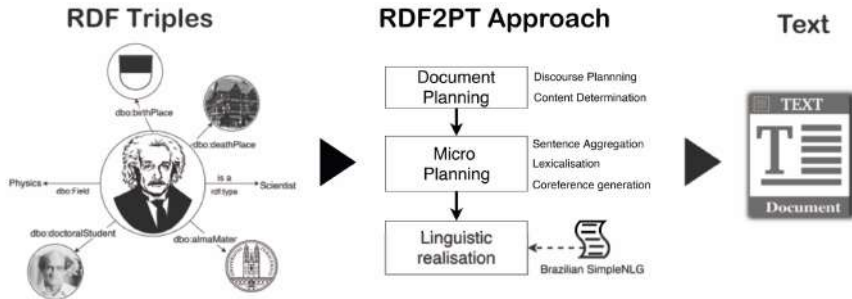 RDF Triples
dbo:birthPlace
dbo:deathPlace
Physics
dbo:Field
is a
rdf:type
Scientist
dbo:doctoralStudent
dbo:almaMater
RDF2PT Approach
Document
Planning
Discourse Plannning
Content Determination
Micro
Planning
Sentence Aggregation
Lexicalisation
Coreference generation
Linguistic
realisation
Brazilian SimpleNLG
Text
TEXT
T
Document